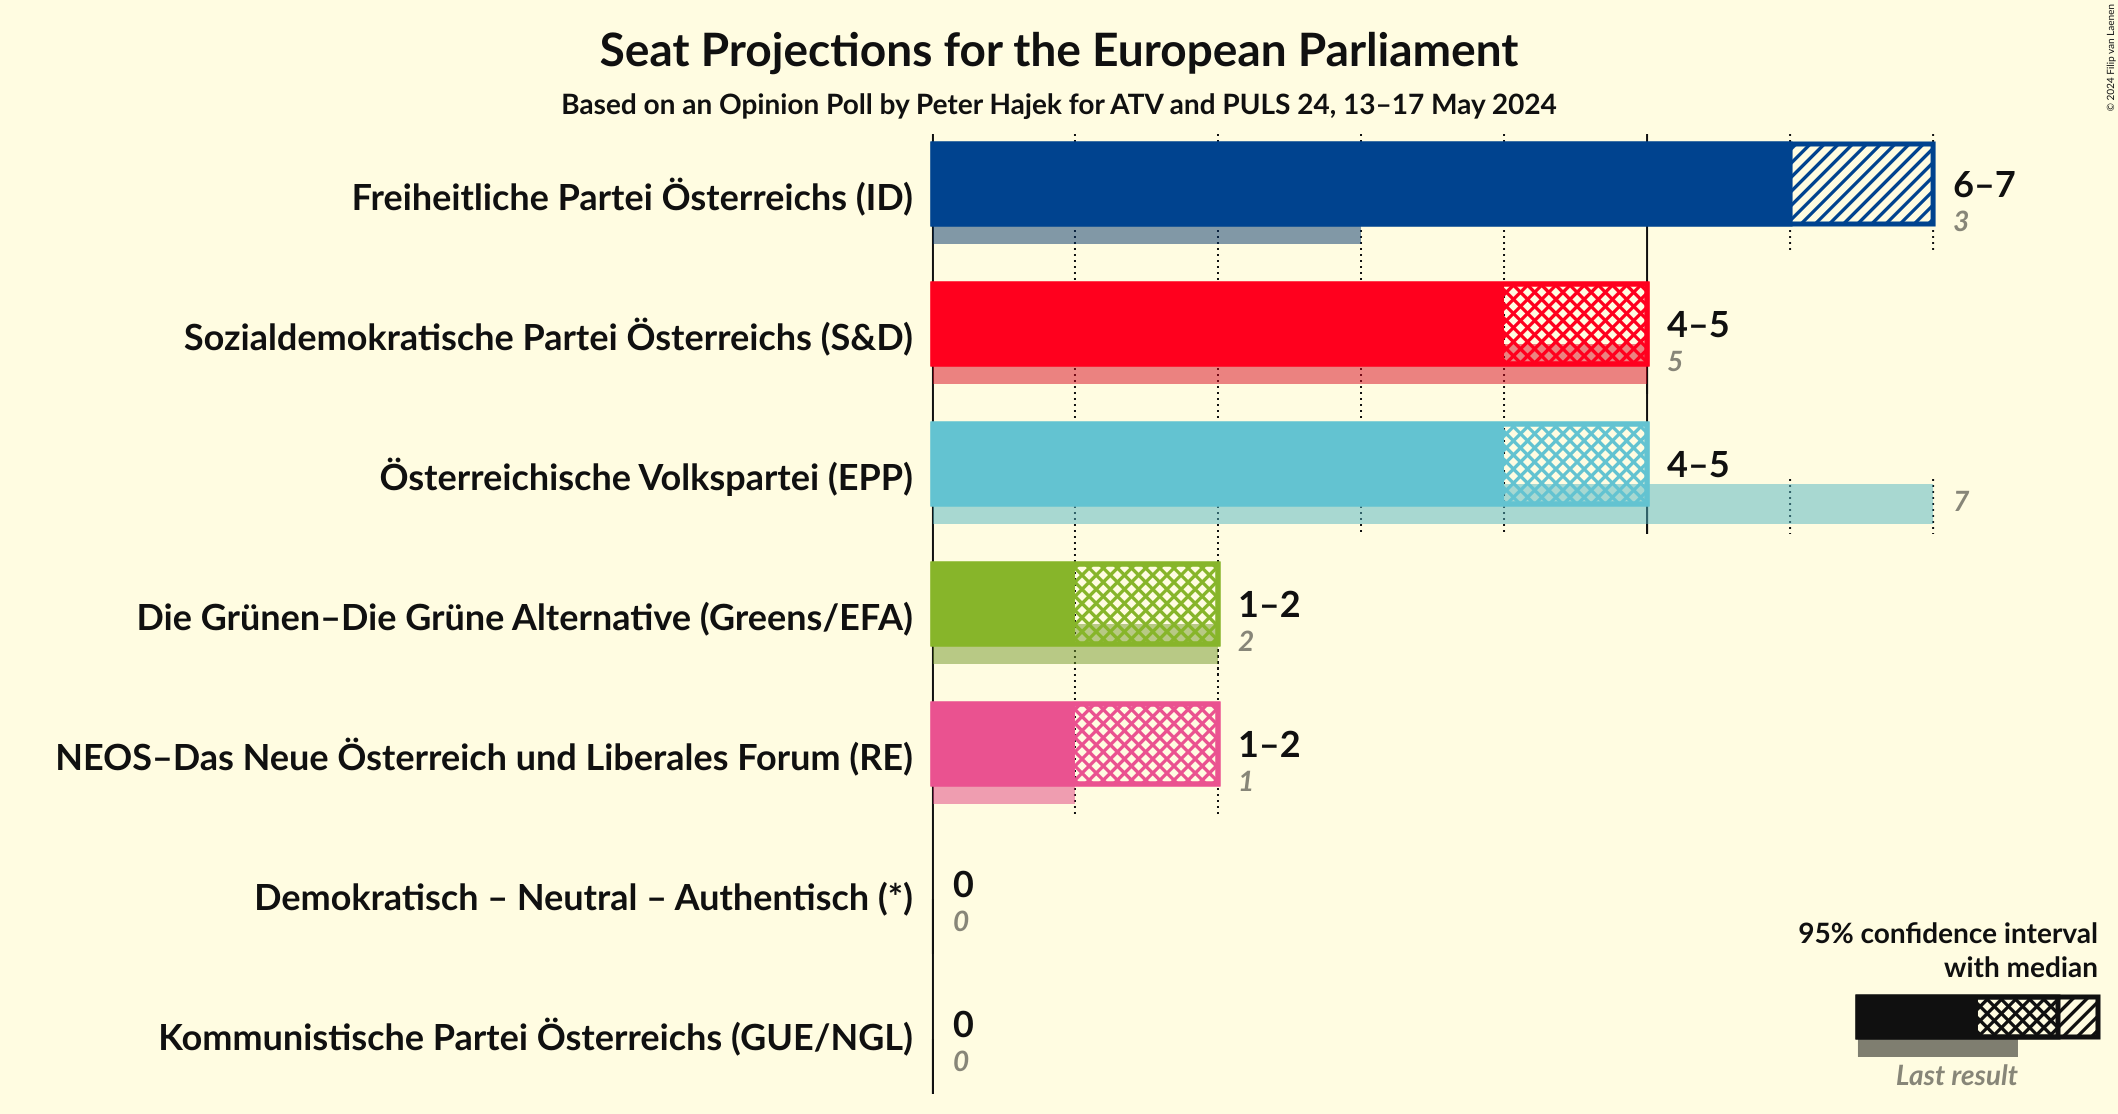 Seat Projections for the European Parliament
Based on an Opinion Poll by Peter Hajek for ATV and PULS 24, 13–17 May 2024
© 2024 Filip van Laenen
Freiheitliche Partei Österreichs (ID)
6–7
3
Sozialdemokratische Partei Österreichs (S&D)
4–5
5
Österreichische Volkspartei (EPP)
4–5
7
Die Grünen–Die Grüne Alternative (Greens/EFA)
1–2
2
NEOS–Das Neue Österreich und Liberales Forum (RE)
1–2
1
Demokratisch – Neutral – Authentisch (*)
0
0
Kommunistische Partei Österreichs (GUE/NGL)
0
0
95% confidence interval
with median
Last result